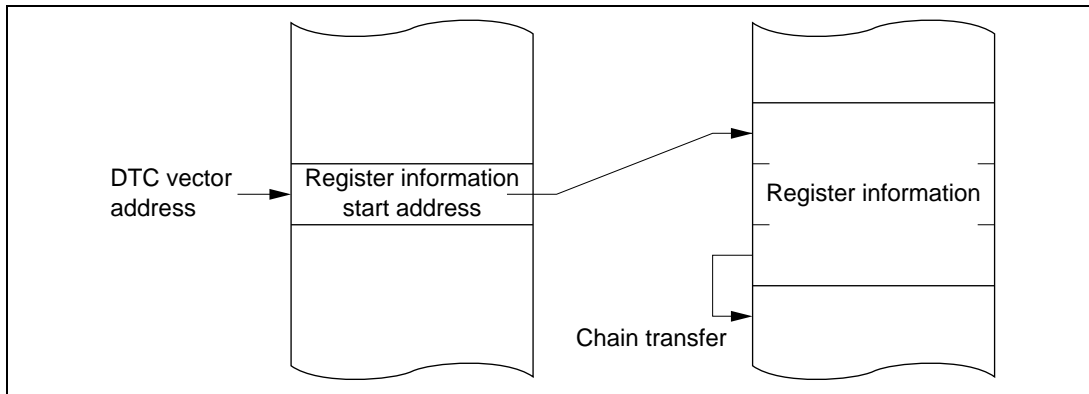 DTC vector
address
Register information
start address
Register information
Chain transfer